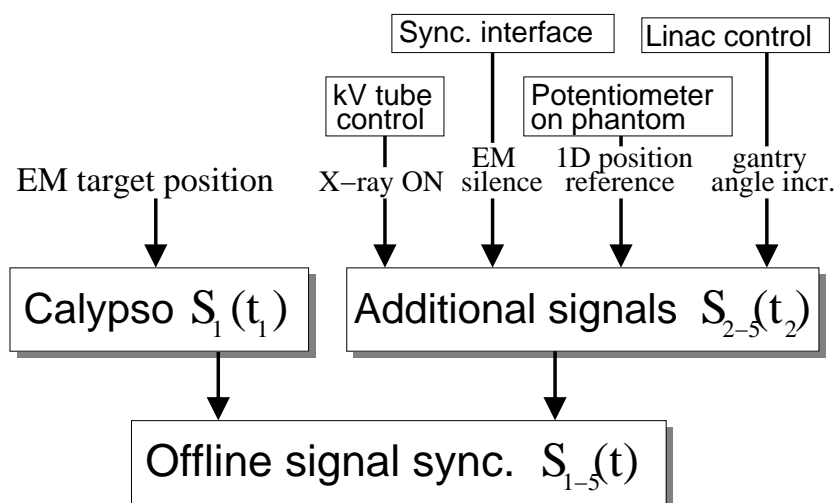 Sync. interface
Linac control
kV tube
control
Potentiometer
on phantom
EM target position
X−ray ON
EM
silence
1D position
reference
gantry
angle incr.
Calypso S₁(t₁)
Additional signals S₂₋₅(t₂)
Offline signal sync. S₁₋₅(t)